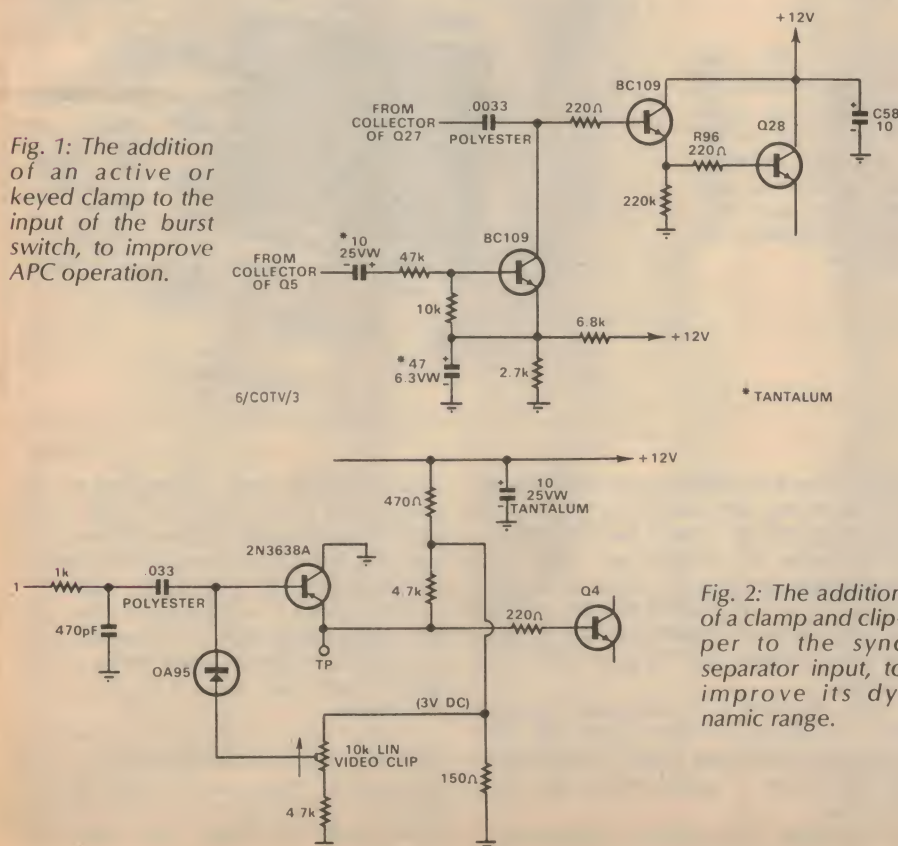 Fig. 1: The addition
of an active or
keyed clamp to the
input of the burst
switch, to improve
APC operation.
FROM
COLLECTOR
OF Q27
.0033
POLYESTER
220Ω
BC109
+12V
C58
10
R96
220Ω
Q28
220k
FROM
COLLECTOR
OF Q5
*10
25VW
47k
BC109
10k
6.8k
+12V
*47
6.3VW
2.7k
6/COTV/3
* TANTALUM
+12V
470Ω
10
25VW
TANTALUM
2N3638A
1
1k
.033
POLYESTER
470pF
4.7k
220Ω
Q4
TP
OA95
(3V DC)
10k LIN
VIDEO CLIP
150Ω
4.7k
Fig. 2: The addition
of a clamp and clip-
per to the sync
separator input, to
improve its dy-
namic range.